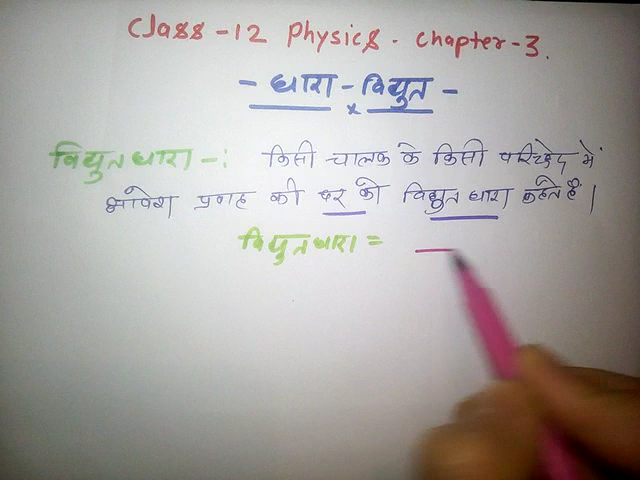 Class-12 Physics. Chapter-3.
- धारा - विद्युत -
x
विद्युत धारा -: किसी चालक के किसी परिच्छेद में
आवेश प्रवाह की दर को विद्युत धारा कहते हैं।
विद्युत धारा =